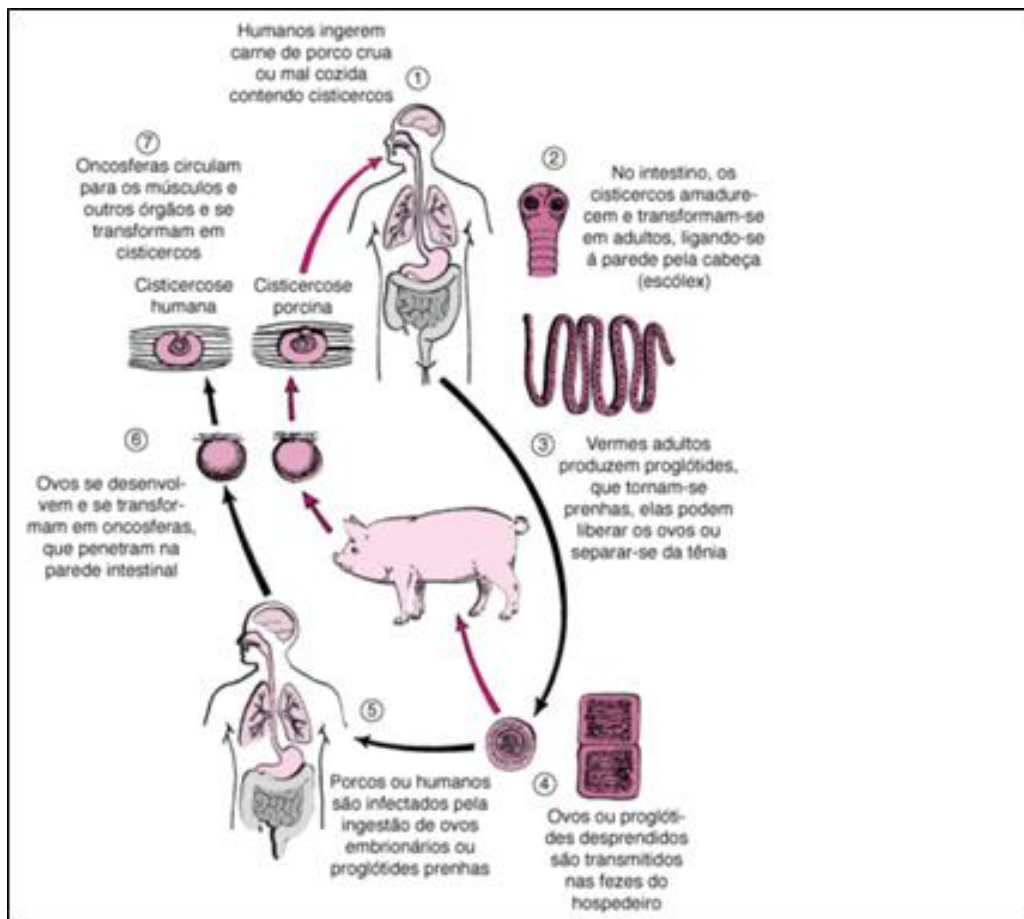 Humanos ingerem
carne de porco crua
ou mal cozida
contendo cisticercos
1
7
Oncosferas circulam
para os músculos e
outros órgãos e se
transformam em
cisticercos
2
No intestino, os
cisticercos amadure-
cem e transformam-se
em adultos, ligando-se
á parede pela cabeça
(escólex)
Cisticercose
humana
Cisticercose
porcina
3
Vermes adultos
produzem proglótides,
que tornam-se
prenhas, elas podem
liberar os ovos ou
separar-se da tênia
6
Ovos se desenvol-
vem e se transfor-
mam em oncosferas,
que penetram na
parede intestinal
5
Porcos ou humanos
são infectados pela
ingestão de ovos
embrionários ou
proglótides prenhas
4
Ovos ou proglóti-
des desprendidos
são transmitidos
nas fezes do
hospedeiro